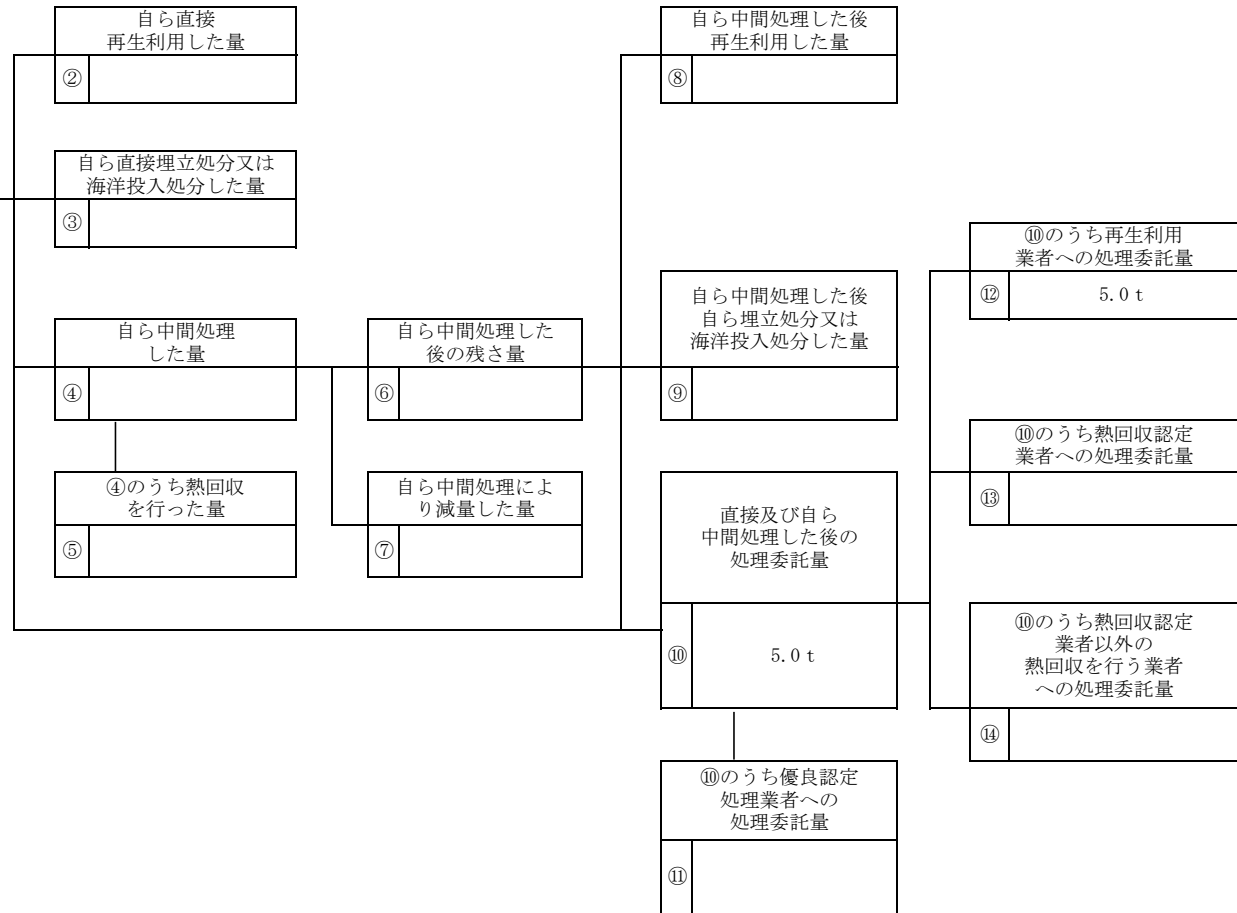 自ら直接
再生利用した量
②
自ら中間処理した後
再生利用した量
⑧
自ら直接埋立処分又は
海洋投入処分した量
③
⑩のうち再生利用
業者への処理委託量
⑫ 5.0 t
自ら中間処理
した量
④
自ら中間処理した
後の残さ量
⑥
自ら中間処理した後
自ら埋立処分又は
海洋投入処分した量
⑨
⑩のうち熱回収認定
業者への処理委託量
⑬
④のうち熱回収
を行った量
⑤
自ら中間処理によ
り減量した量
⑦
直接及び自ら
中間処理した後の
処理委託量
⑩ 5.0 t
⑩のうち熱回収認定
業者以外の
熱回収を行う業者
への処理委託量
⑭
⑩のうち優良認定
処理業者への
処理委託量
⑪